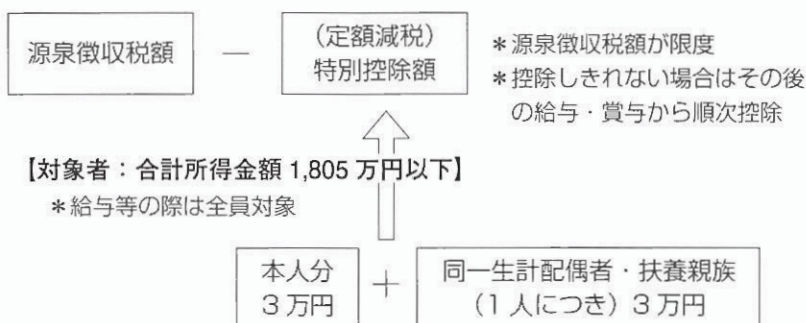 源泉徴収税額
―
(定額減税)
特別控除額
*源泉徴収税額が限度
*控除しきれない場合はその後
の給与・賞与から順次控除
【対象者:合計所得金額 1,805 万円以下】
*給与等の際は全員対象
本人分
3 万円
+
同一生計配偶者・扶養親族
(1 人につき) 3 万円